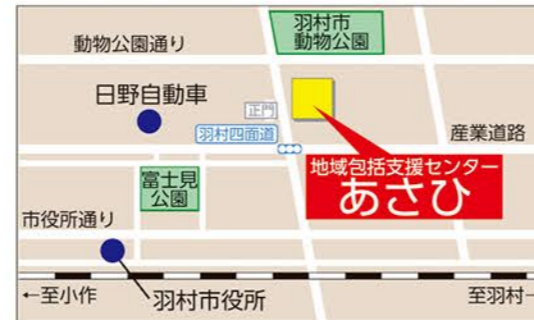 羽村市
動物公園
動物公園通り
日野自動車
正門
羽村四面道
産業道路
地域包括支援センター
あさひ
富士見
公園
市役所通り
←至小作
羽村市役所
至羽村→